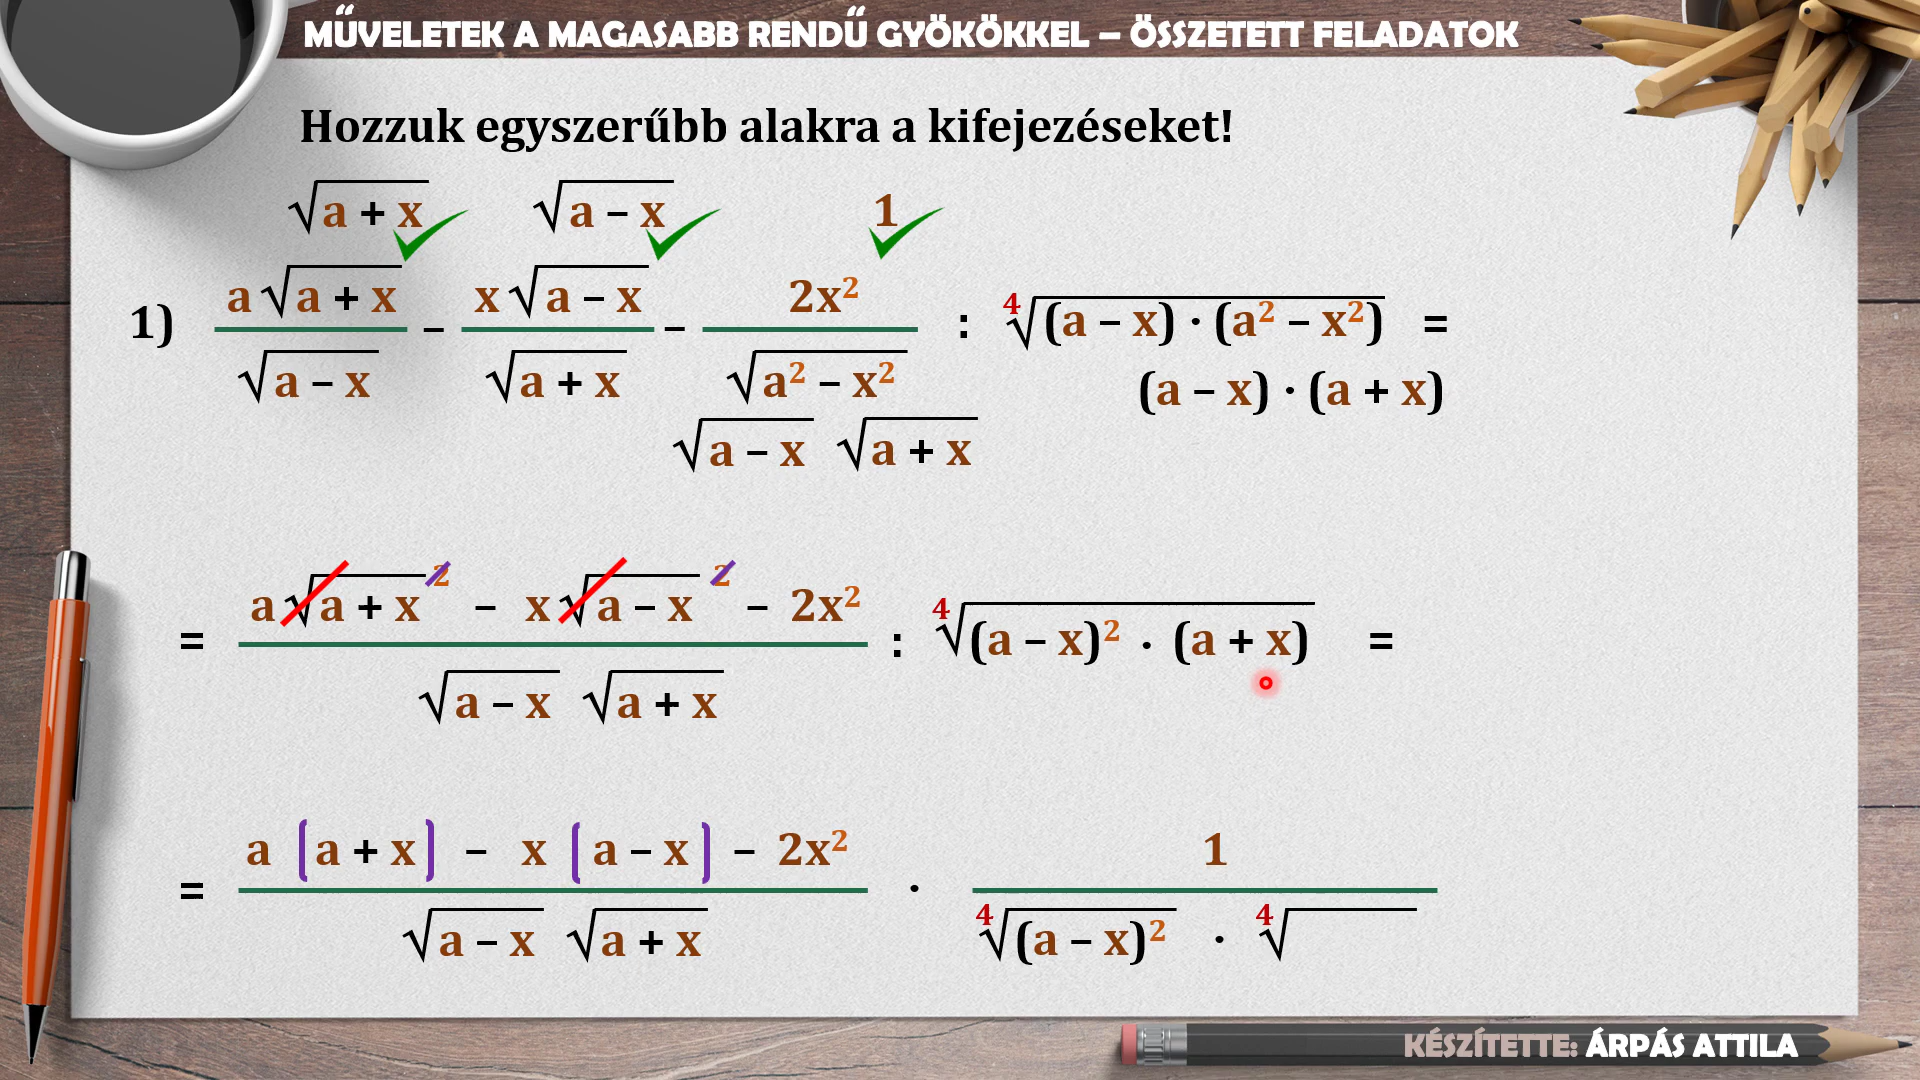 MŰVELETEK A MAGASABB RENDŰ GYÖKÖKKEL – ÖSSZETETT FELADATOK
Hozzuk egyszerűbb alakra a kifejezéseket!
√(a + x) √(a – x) 1
1) a√(a + x) / √(a – x) – x√(a – x) / √(a + x) – 2x² / √(a² – x²) : ⁴√((a – x) · (a² – x²)) =
(a – x) · (a + x)
√(a – x) √(a + x)
= (a√(a + x)² – x√(a – x)² – 2x²) / (√(a – x) √(a + x)) : ⁴√((a – x)² · (a + x)) =
= (a (a + x) – x (a – x) – 2x²) / (√(a – x) √(a + x)) · 1 / (⁴√((a – x)²) · ⁴√ )
KÉSZÍTETTE: ÁRPÁS ATTILA